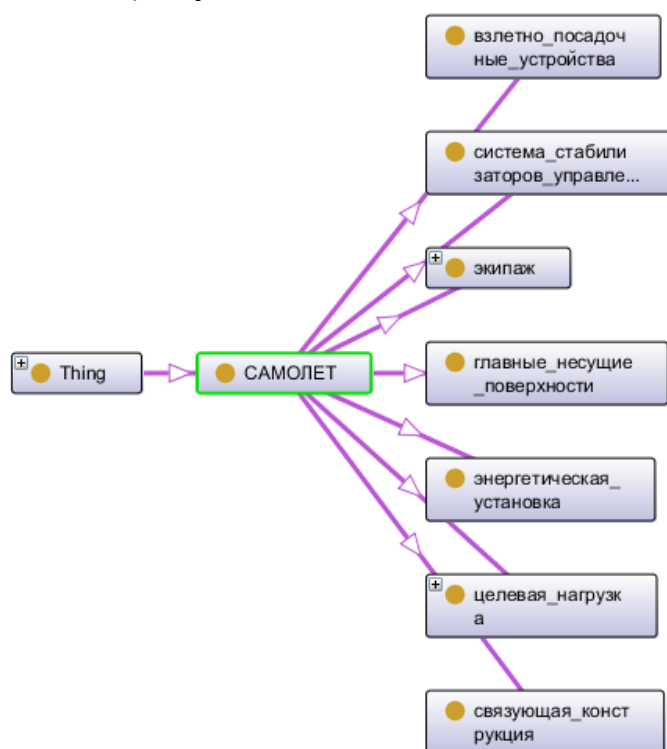 взлетно_посадоч
ные_устройства
система_стабили
заторов_управле...
экипаж
Thing
САМОЛЕТ
главные_несущие
_поверхности
энергетическая_
установка
целевая_нагрузк
а
связующая_конст
рукция